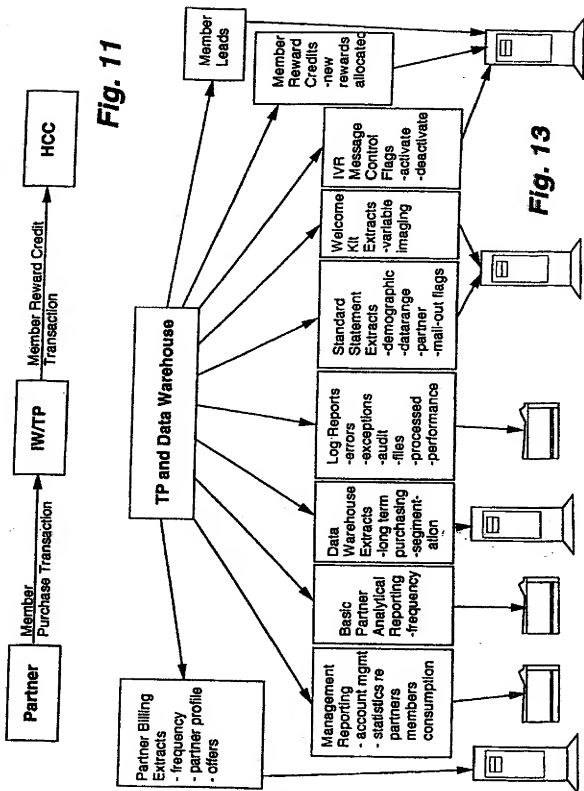 Partner
Member
Purchase Transaction
IW/TP
Member Reward Credit
Transaction
HCC
Fig. 11
TP and Data Warehouse
Partner Billing
Extracts
- frequency
- partner profile
- offers
Management
Reporting
- account mgmt
- statistics re
partners
members
consumption
Basic
Partner
Analytical
Reporting
-frequency
Data
Warehouse
Extracts
-long term
purchasing
-segment-
ation
Log Reports
-errors
-exceptions
-audit
-files
-processed
-performance
Standard
Statement
Extracts
-demographic
-datarange
-partner
-mail-out flags
Welcome
Kit
Extracts
-variable
imaging
IVR
Message
Control
Flags
-activate
-deactivate
Member
Reward
Credits
-new
rewards
allocated
Member
Leads
Fig. 13